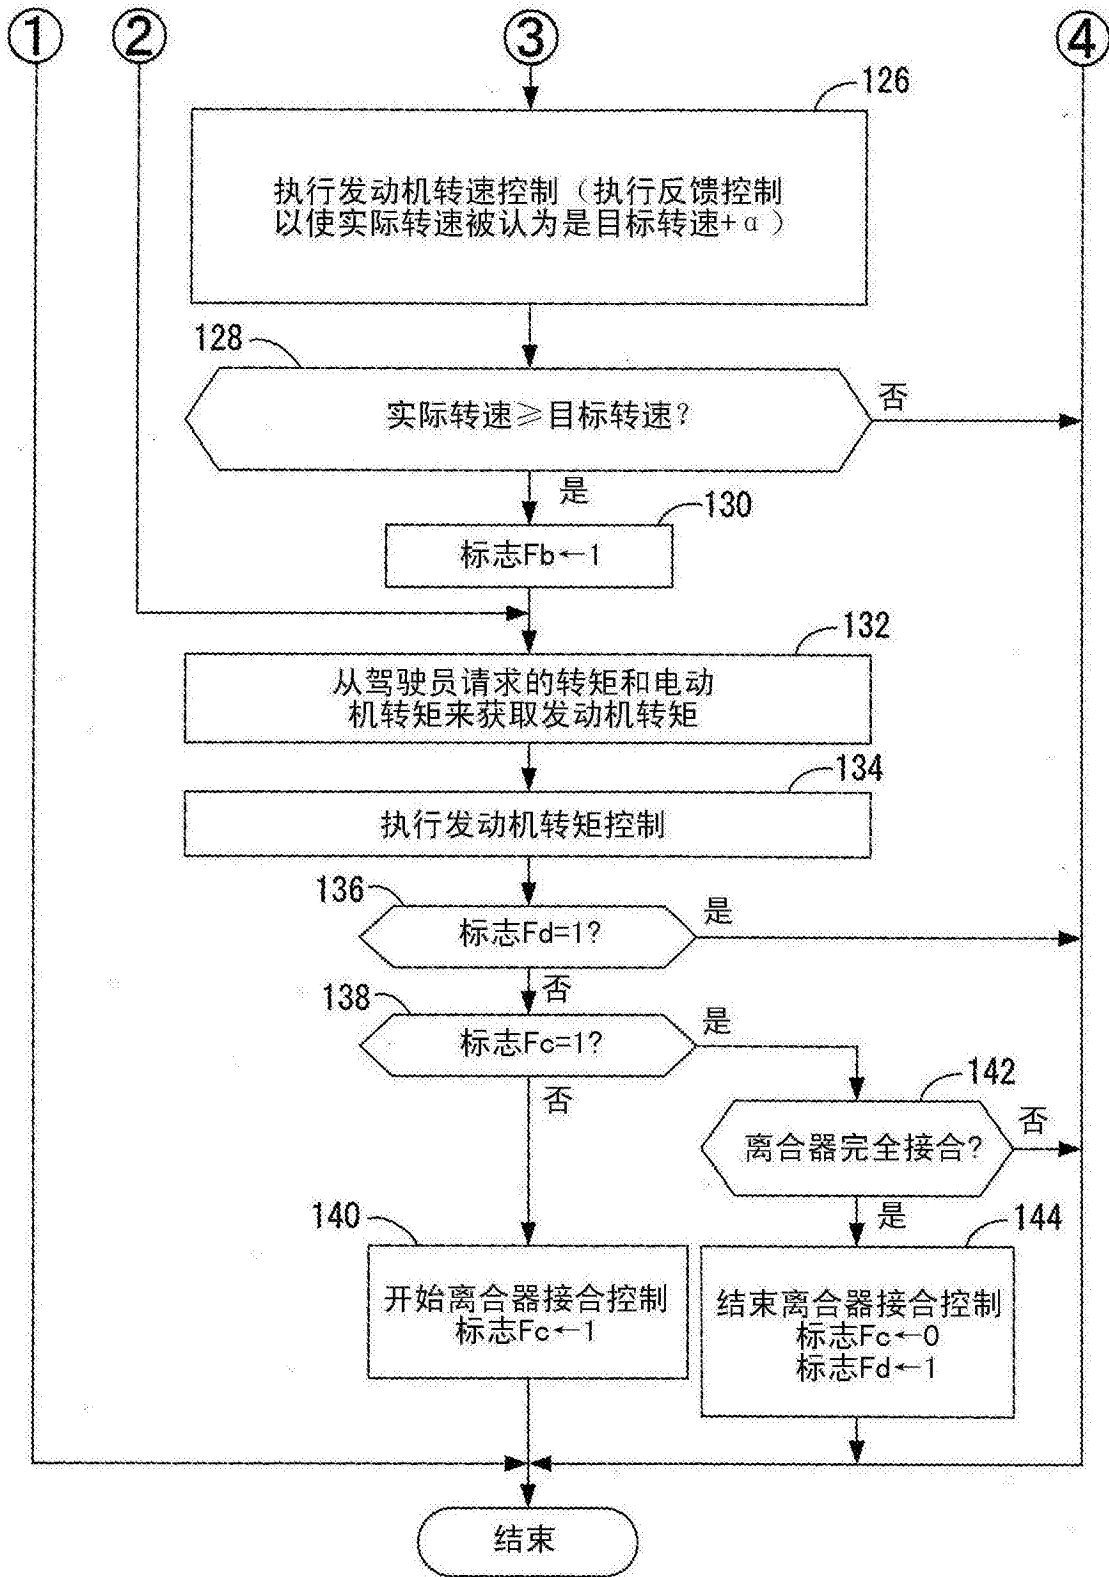 ① ② ③ ④
126
执行发动机转速控制（执行反馈控制
以使实际转速被认为是目标转速+α）
128
实际转速≥目标转速?
否
是
130
标志Fb←1
132
从驾驶员请求的转矩和电动
机转矩来获取发动机转矩
134
执行发动机转矩控制
136
标志Fd=1?
是
否
138
标志Fc=1?
是
否
142
离合器完全接合?
否
是
140
开始离合器接合控制
标志Fc←1
144
结束离合器接合控制
标志Fc←0
标志Fd←1
结束